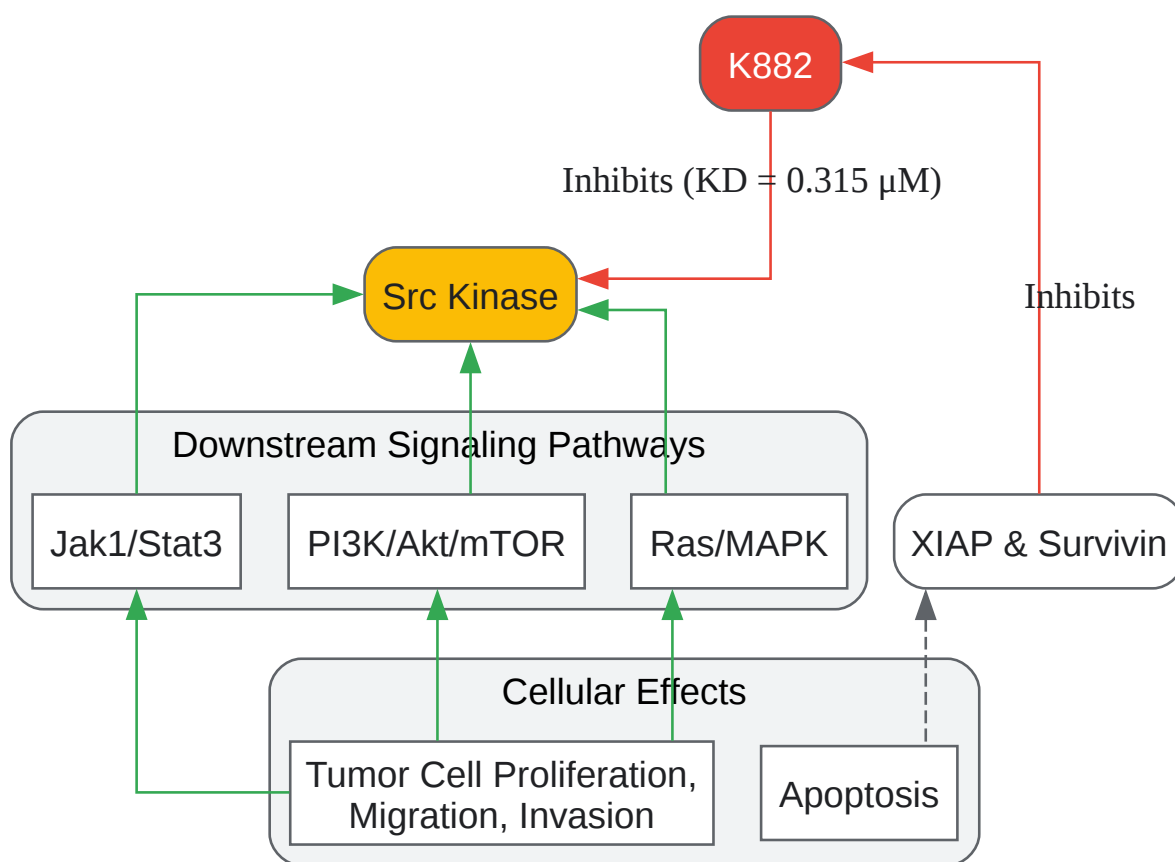 K882
Inhibits (KD = 0.315 μM)
Src Kinase
Inhibits
Downstream Signaling Pathways
Jak1/Stat3
PI3K/Akt/mTOR
Ras/MAPK
XIAP & Survivin
Cellular Effects
Tumor Cell Proliferation,
Migration, Invasion
Apoptosis